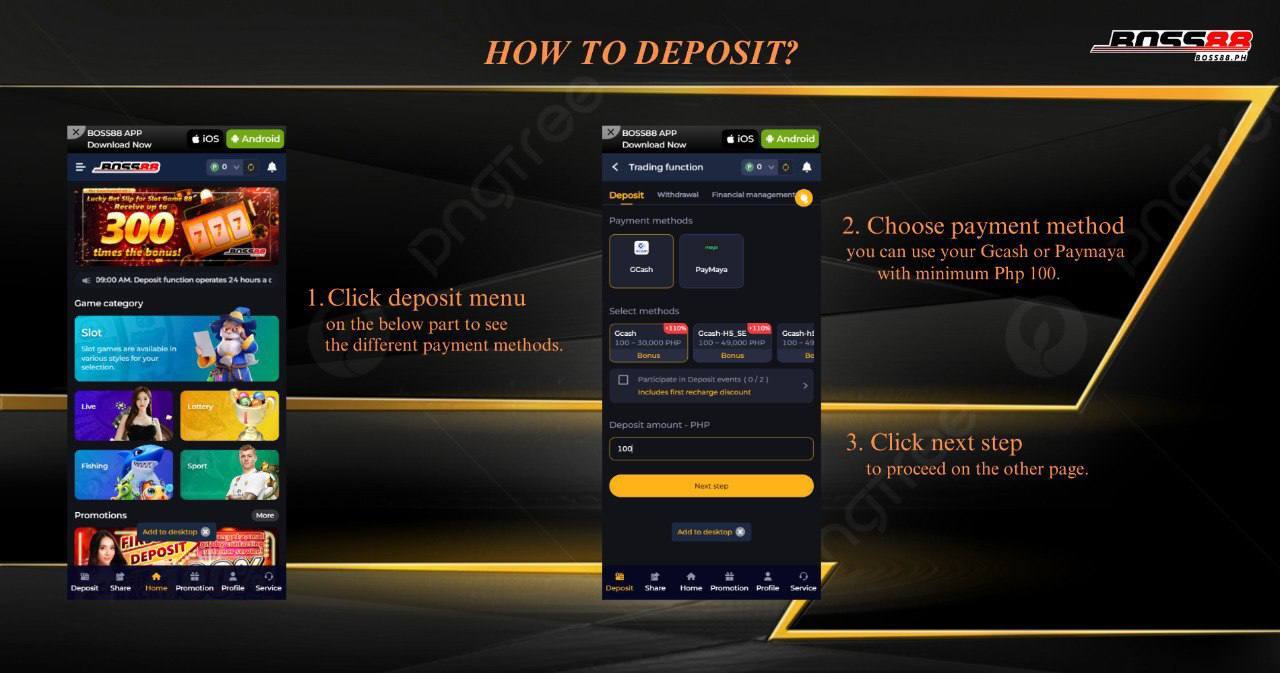 HOW TO DEPOSIT?
BOSS88
BOSS88.PH
BOSS88 APP
Download Now
iOS
Android
BOSS88
0
Lucky Bet Slip for Slot Game 88
Receive up to
300
times the bonus!
777
BOSS88
09:00 AM. Deposit function operates 24 hours a c
Game category
Slot
Slot games are available in
various styles for your
selection.
Live
Lottery
Fishing
Sport
Promotions
More
Add to desktop
DEPOSIT
Deposit
Share
Home
Promotion
Profile
Service
1. Click deposit menu
on the below part to see
the different payment methods.
BOSS88 APP
Download Now
iOS
Android
Trading function
0
Deposit
Withdrawal
Financial management
Payment methods
GCash
maya
PayMaya
Select methods
Gcash
+110%
100 ~ 30,000 PHP
Bonus
Gcash-H5_SE
+110%
100 ~ 49,000 PHP
Bonus
Gcash-h5
100 ~ 49
Bo
Participate in Deposit events ( 0 / 2 )
Includes first recharge discount
Deposit amount - PHP
100
Next step
Add to desktop
Deposit
Share
Home
Promotion
Profile
Service
2. Choose payment method
you can use your Gcash or Paymaya
with minimum Php 100.
3. Click next step
to proceed on the other page.
pngtree